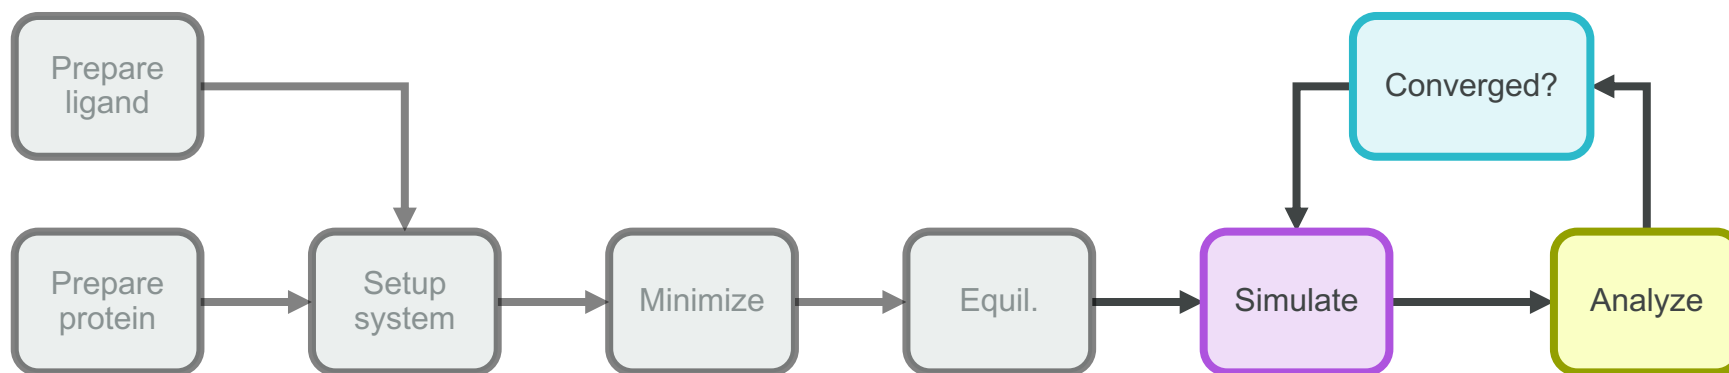 Prepare
ligand
Converged?
Prepare
protein
Setup
system
Minimize
Equil.
Simulate
Analyze